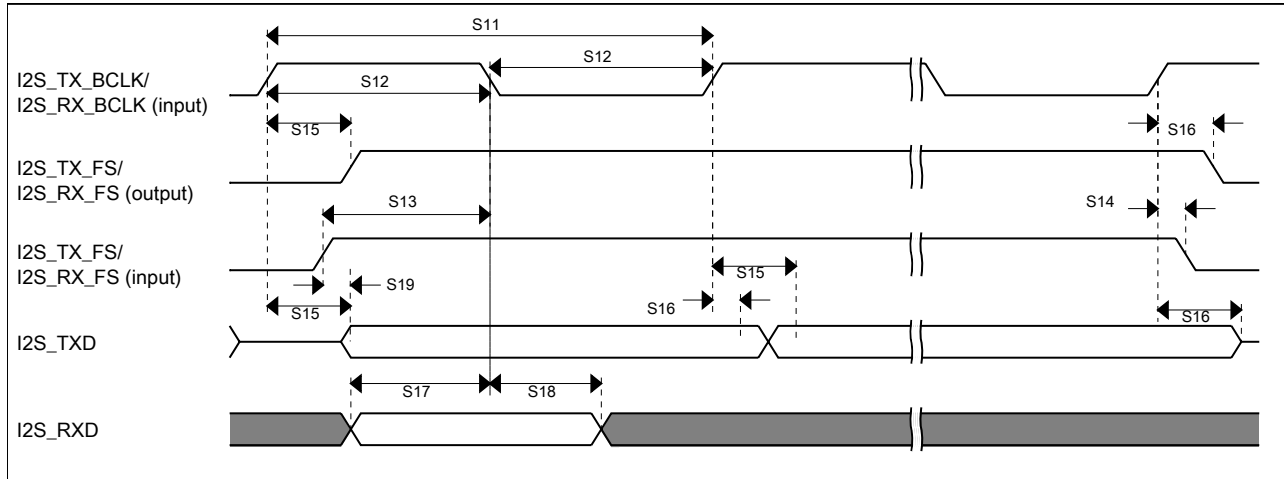 S11
S12
I2S_TX_BCLK/
I2S_RX_BCLK (input)
S12
S15
S16
I2S_TX_FS/
I2S_RX_FS (output)
S13
S14
I2S_TX_FS/
I2S_RX_FS (input)
S15
S19
S15
S16
S16
I2S_TXD
S17
S18
I2S_RXD